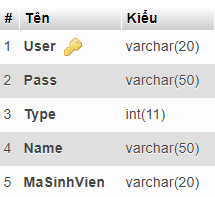 # Tên Kiểu
1 User varchar(20)
2 Pass varchar(50)
3 Type int(11)
4 Name varchar(50)
5 MaSinhVien varchar(20)